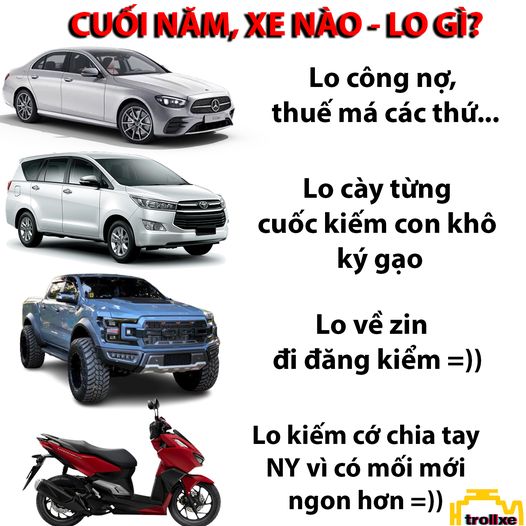 CUỐI NĂM, XE NÀO - LO GÌ?
Lo công nợ,
thuế má các thứ...
Lo cày từng
cuốc kiếm con khô
ký gạo
Lo về zin
đi đăng kiểm =))
Lo kiếm cớ chia tay
NY vì có mối mới
ngon hơn =))
trollxe